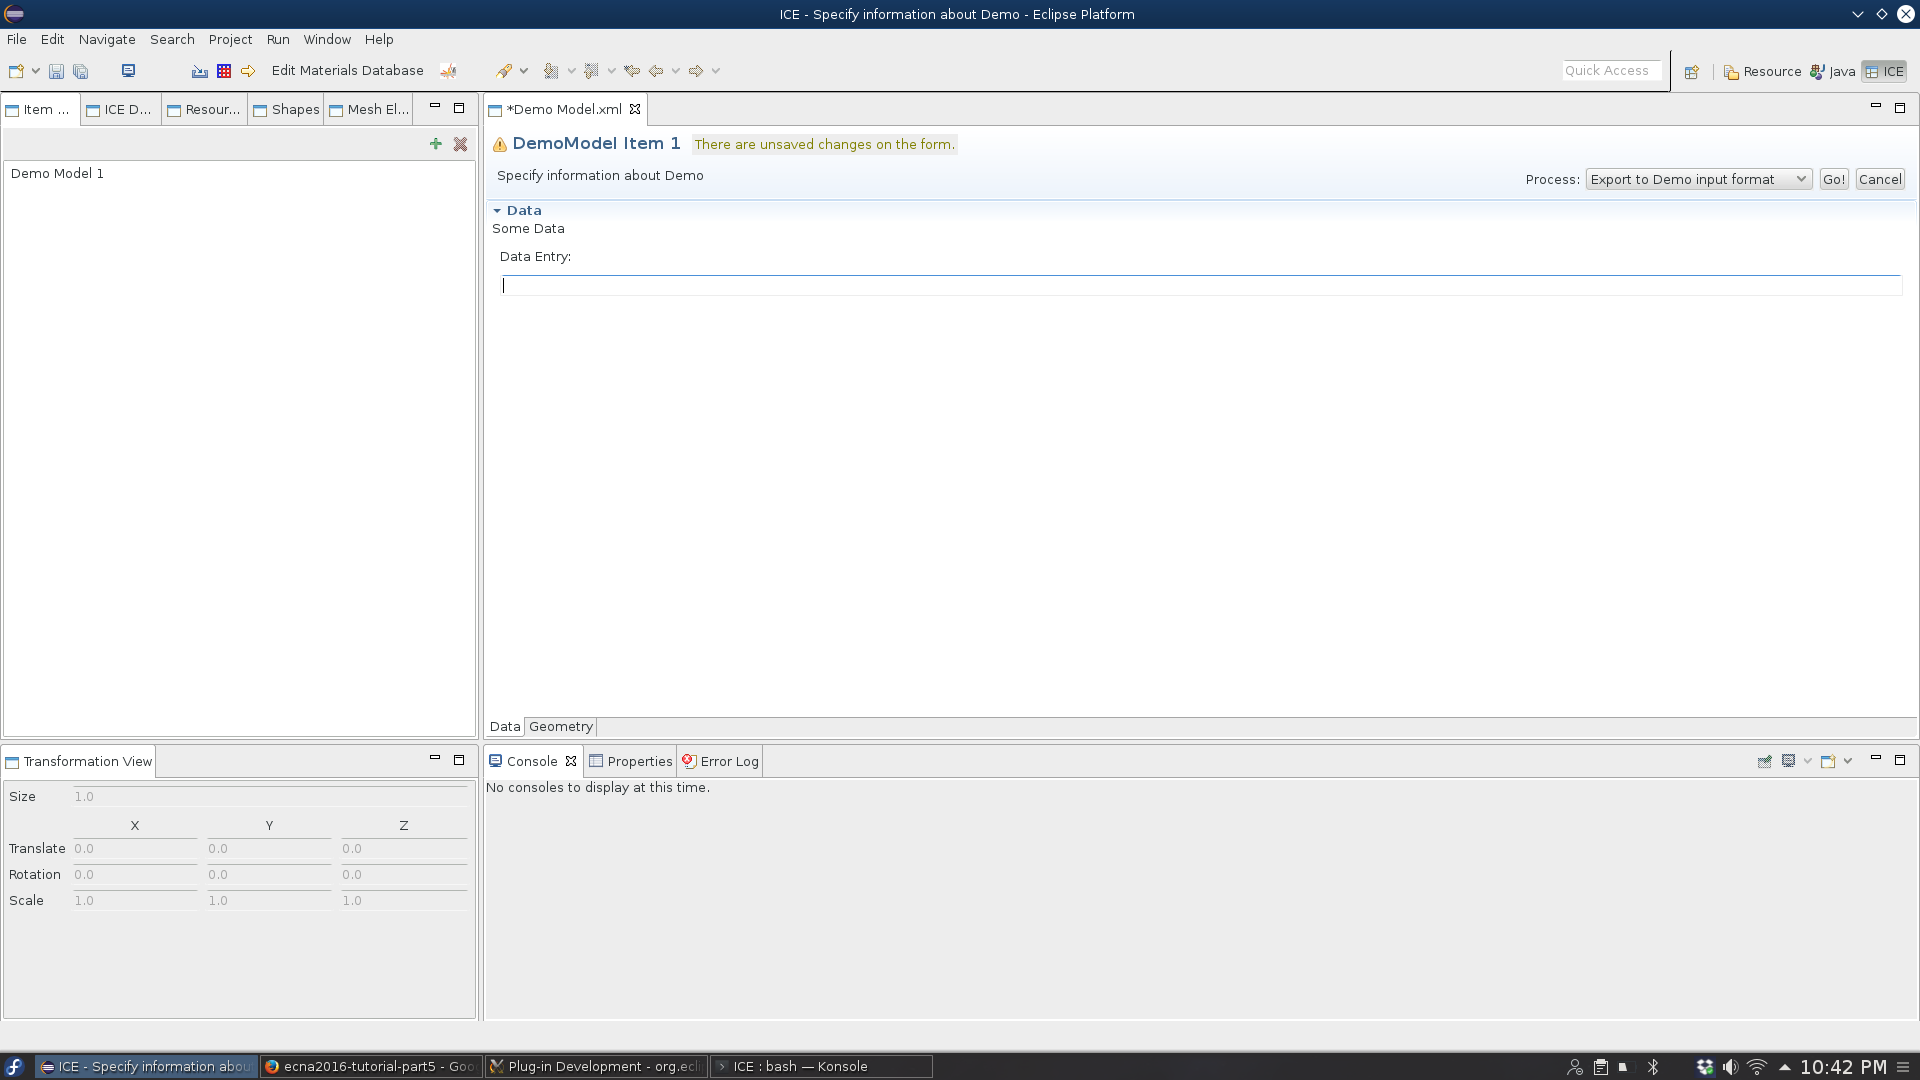 ICE - Specify information about Demo - Eclipse Platform
File Edit Navigate Search Project Run Window Help
Edit Materials Database
Quick Access
Resource
Java
ICE
Item ...
ICE D...
Resour...
Shapes
Mesh El...
*Demo Model.xml
DemoModel Item 1
There are unsaved changes on the form.
Demo Model 1
Specify information about Demo
Process:
Export to Demo input format
Go!
Cancel
Data
Some Data
Data Entry:
Data
Geometry
Transformation View
Size 1.0
X Y Z
Translate 0.0 0.0 0.0
Rotation 0.0 0.0 0.0
Scale 1.0 1.0 1.0
Console
Properties
Error Log
No consoles to display at this time.
ICE - Specify information abou
ecna2016-tutorial-part5 - Goo
Plug-in Development - org.ecl
ICE : bash — Konsole
10:42 PM